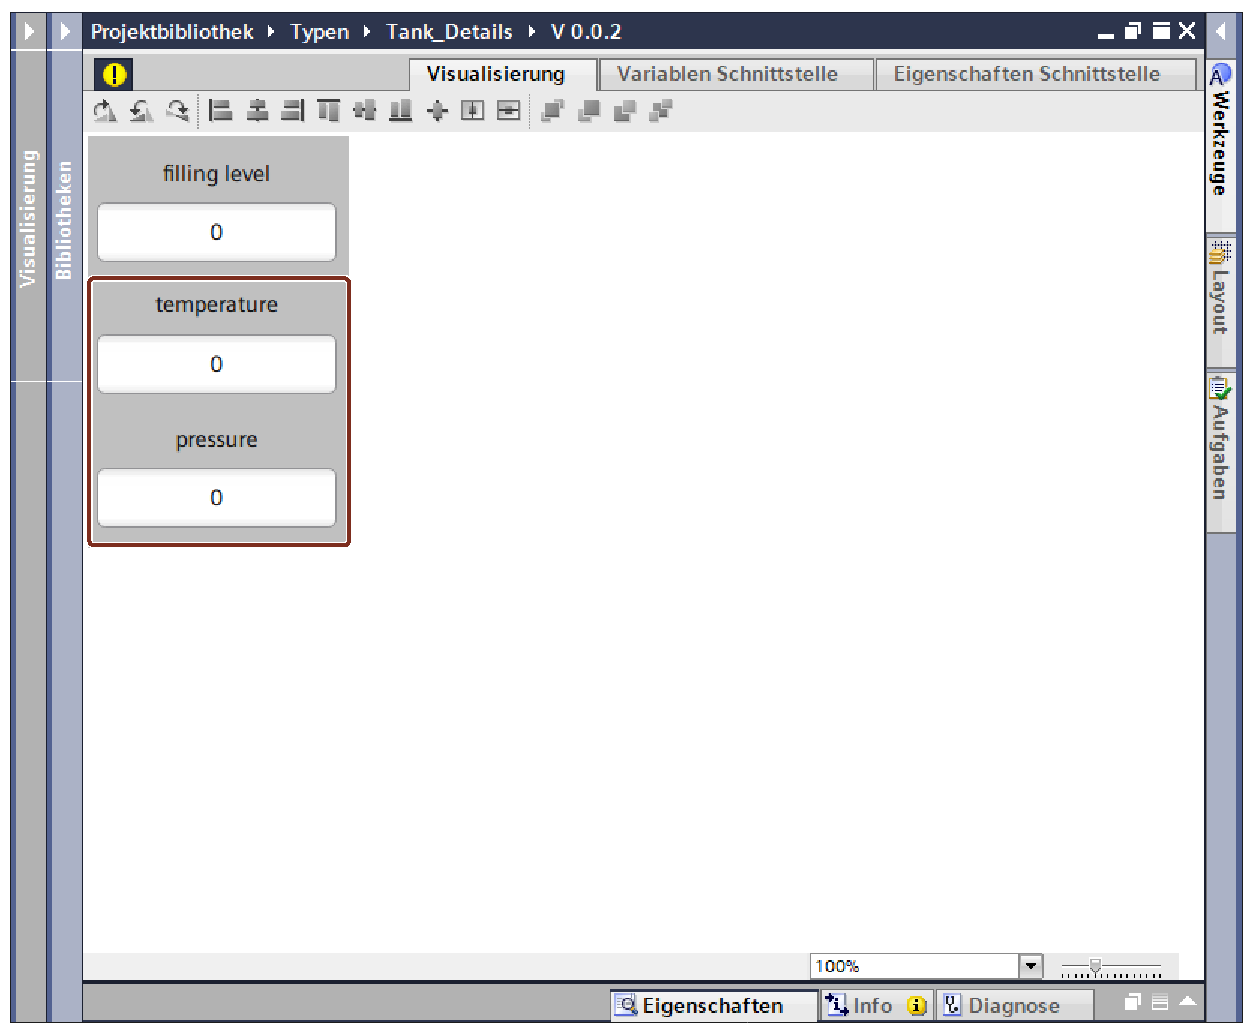 Projektbibliothek Typen Tank_Details V 0.0.2
Visualisierung Variablen Schnittstelle Eigenschaften Schnittstelle
Visualisierung
Bibliotheken
filling level
0
temperature
0
pressure
0
Werkzeuge
Layout
Aufgaben
100%
Eigenschaften Info Diagnose